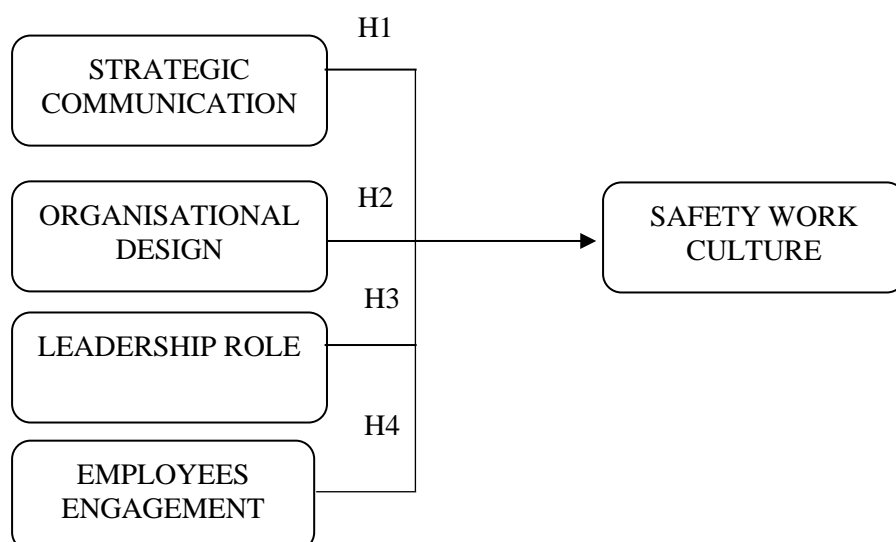 H1
STRATEGIC
COMMUNICATION
H2
ORGANISATIONAL
DESIGN
SAFETY WORK
CULTURE
H3
LEADERSHIP ROLE
H4
EMPLOYEES
ENGAGEMENT